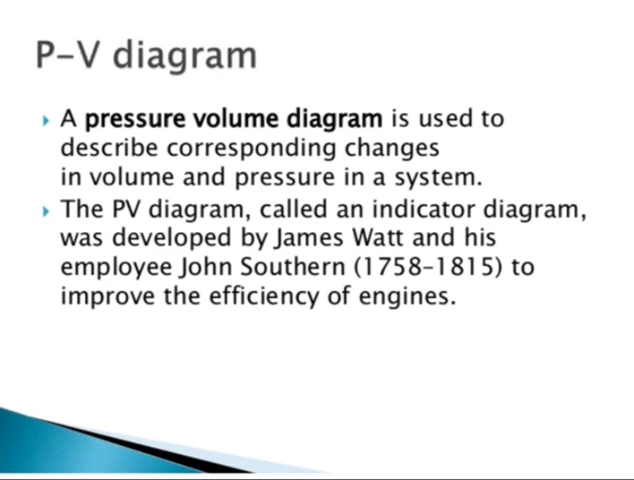 P-V diagram
A pressure volume diagram is used to
describe corresponding changes
in volume and pressure in a system.
The PV diagram, called an indicator diagram,
was developed by James Watt and his
employee John Southern (1758-1815) to
improve the efficiency of engines.